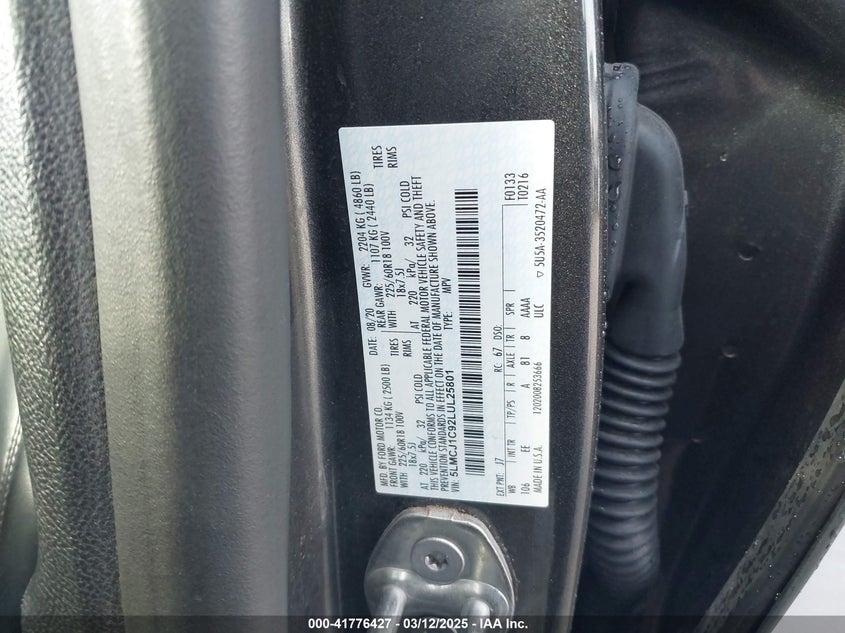 MFD. BY FORD MOTOR CO.
DATE: 08/20 GVWR: 2204 KG ( 4860 LB)
FRONT GAWR: 1134 KG ( 2500 LB) REAR GAWR: 1107 KG ( 2440 LB)
WITH 225/60R18 100V TIRES WITH 225/60R18 100V TIRES
18x7.5J RIMS 18x7.5J RIMS
AT 220 kPa/ 32 PSI COLD AT 220 kPa/ 32 PSI COLD
THIS VEHICLE CONFORMS TO ALL APPLICABLE FEDERAL MOTOR VEHICLE SAFETY AND THEFT
PREVENTION STANDARDS IN EFFECT ON THE DATE OF MANUFACTURE SHOWN ABOVE.
VIN: 5LMCJ1C92LUL25801 TYPE: MPV
F0133
T0216
EXT PNT: J7 RC: 67 DSO:
WB INT TR TP/PS R AXLE TR SPR
106 EE A 81 8 AAAA
MADE IN U.S.A. 1202008253666 ULC
▽ 5U5A-3520472-AA
000-41776427 — 03/12/2025 — IAA Inc.